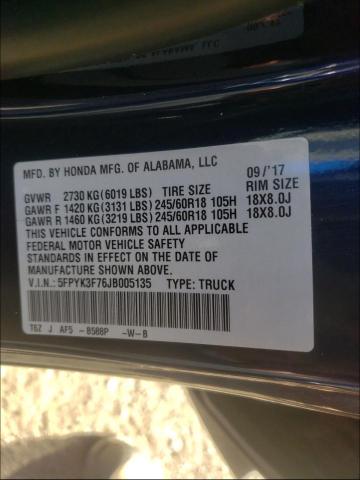 MFD. BY HONDA MFG. OF ALABAMA, LLC 09/'17
GVWR 2730 KG (6019 LBS) TIRE SIZE RIM SIZE
GAWR F 1420 KG (3131 LBS) 245/60R18 105H 18X8.0J
GAWR R 1460 KG (3219 LBS) 245/60R18 105H 18X8.0J
THIS VEHICLE CONFORMS TO ALL APPLICABLE
FEDERAL MOTOR VEHICLE SAFETY
STANDARDS IN EFFECT ON THE DATE OF
MANUFACTURE SHOWN ABOVE.
V.I.N.: 5FPYK3F76JB005135 TYPE: TRUCK
T6Z J AF5 -B588P -W-B